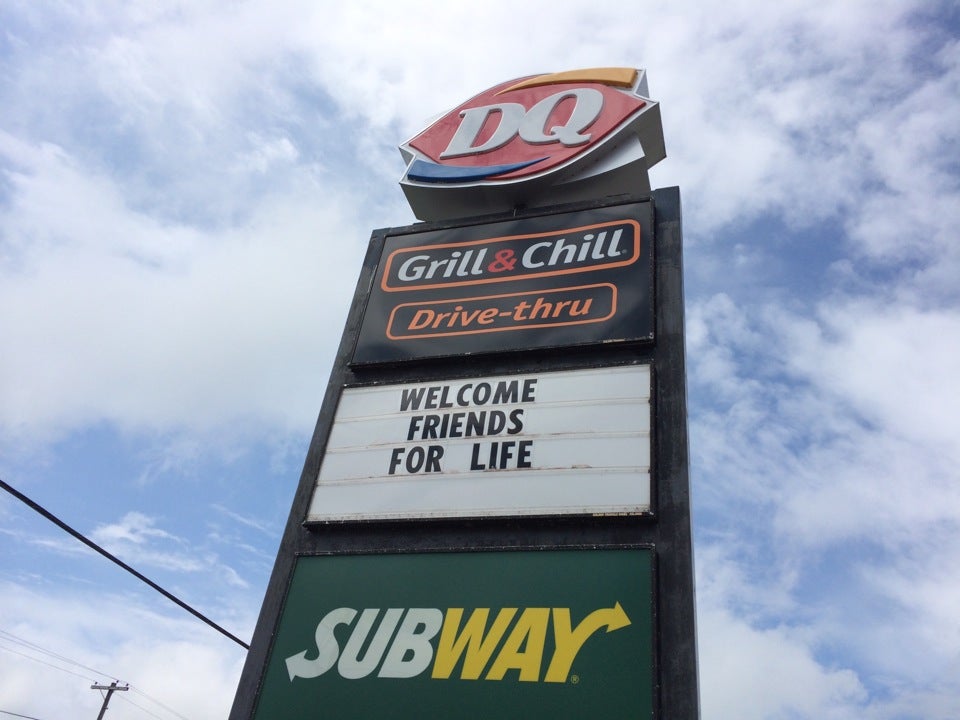 DQ
Grill & Chill
Drive-thru
WELCOME
FRIENDS
FOR LIFE
SUBWAY